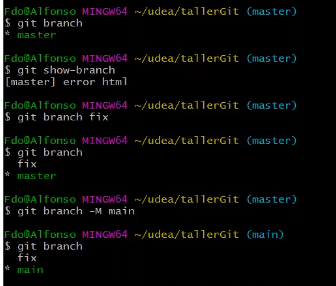 Fdo@Alfonso MINGW64 ~/udea/tallerGit (master)
$ git branch
* master
Fdo@Alfonso MINGW64 ~/udea/tallerGit (master)
$ git show-branch
[master] error html
Fdo@Alfonso MINGW64 ~/udea/tallerGit (master)
$ git branch fix
Fdo@Alfonso MINGW64 ~/udea/tallerGit (master)
$ git branch
  fix
* master
Fdo@Alfonso MINGW64 ~/udea/tallerGit (master)
$ git branch -M main
Fdo@Alfonso MINGW64 ~/udea/tallerGit (main)
$ git branch
  fix
* main